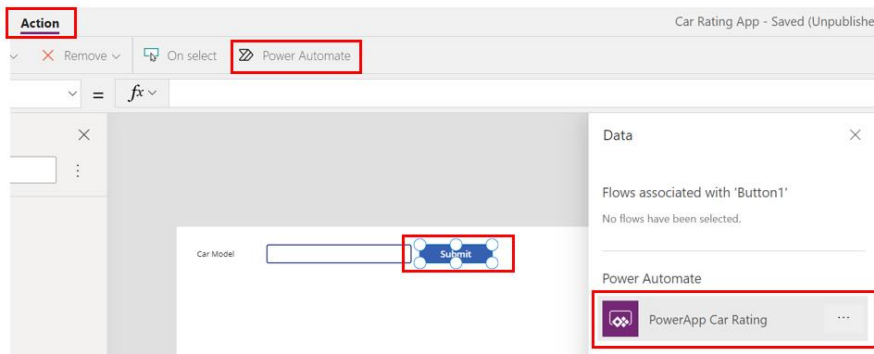 Action
Car Rating App - Saved (Unpublishe
Remove
On select
Power Automate
= fx
Data
Flows associated with 'Button1'
No flows have been selected.
Car Model
Submit
Power Automate
PowerApp Car Rating
...